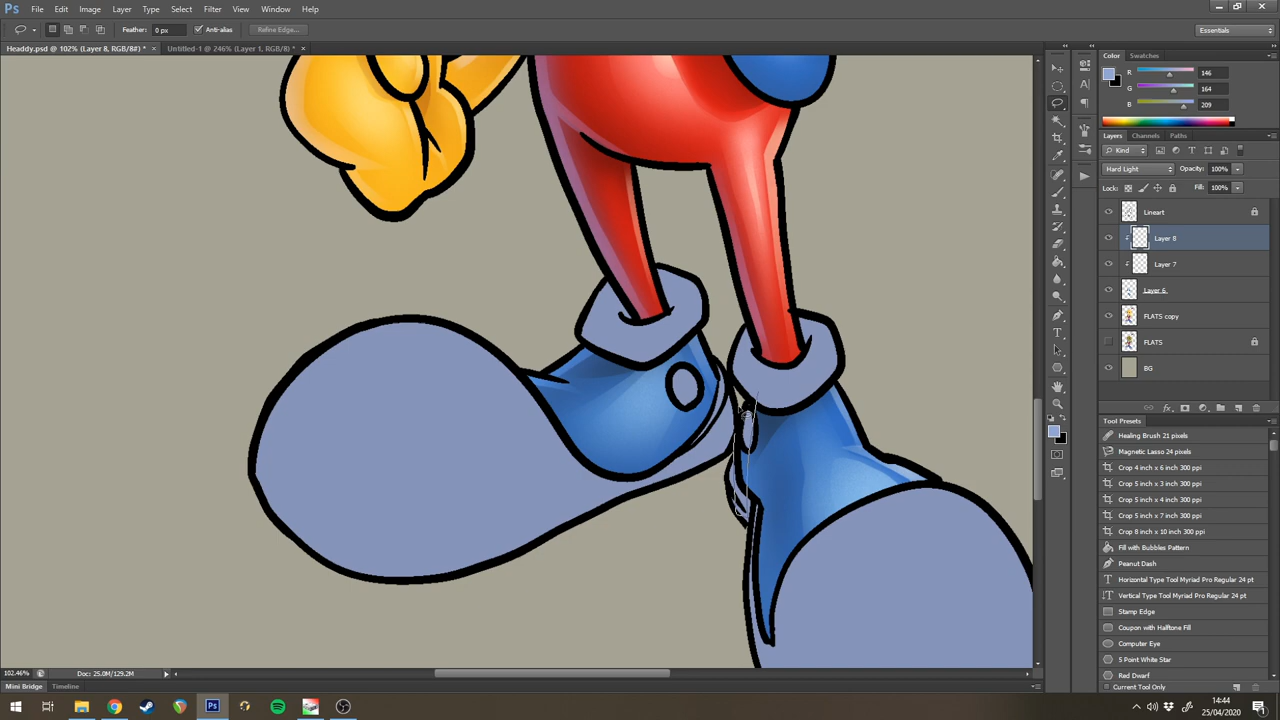 Ps File Edit Image Layer Type Select Filter View Window Help
Feather: 0 px Anti-alias Refine Edge... Essentials
Headdy.psd @ 102% (Layer 8, RGB/8#) * × Untitled-1 @ 246% (Layer 1, RGB/8) * ×
Color Swatches
R 146
G 164
B 209
Layers Channels Paths
Kind
Hard Light Opacity: 100%
Lock: Fill: 100%
Lineart
Layer 8
Layer 7
Layer 6
FLATS copy
FLATS
BG
fx
Tool Presets
Healing Brush 21 pixels
Magnetic Lasso 24 pixels
Crop 4 inch x 6 inch 300 ppi
Crop 5 inch x 3 inch 300 ppi
Crop 5 inch x 4 inch 300 ppi
Crop 5 inch x 7 inch 300 ppi
Crop 8 inch x 10 inch 300 ppi
Fill with Bubbles Pattern
Peanut Dash
Horizontal Type Tool Myriad Pro Regular 24 pt
Vertical Type Tool Myriad Pro Regular 24 pt
Stamp Edge
Coupon with Halftone Fill
Computer Eye
5 Point White Star
Red Dwarf
Current Tool Only
102.46% Doc: 25.0M/129.2M
Mini Bridge Timeline
14:44
25/04/2020